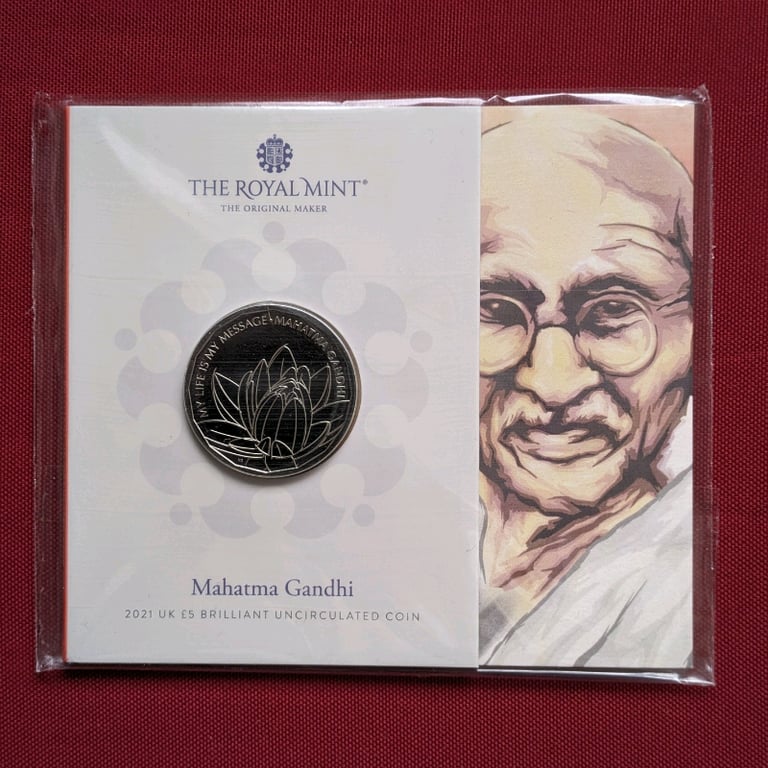 THE ROYAL MINT®
THE ORIGINAL MAKER
MY LIFE IS MY MESSAGE • MAHATMA GANDHI
Mahatma Gandhi
2021 UK £5 BRILLIANT UNCIRCULATED COIN